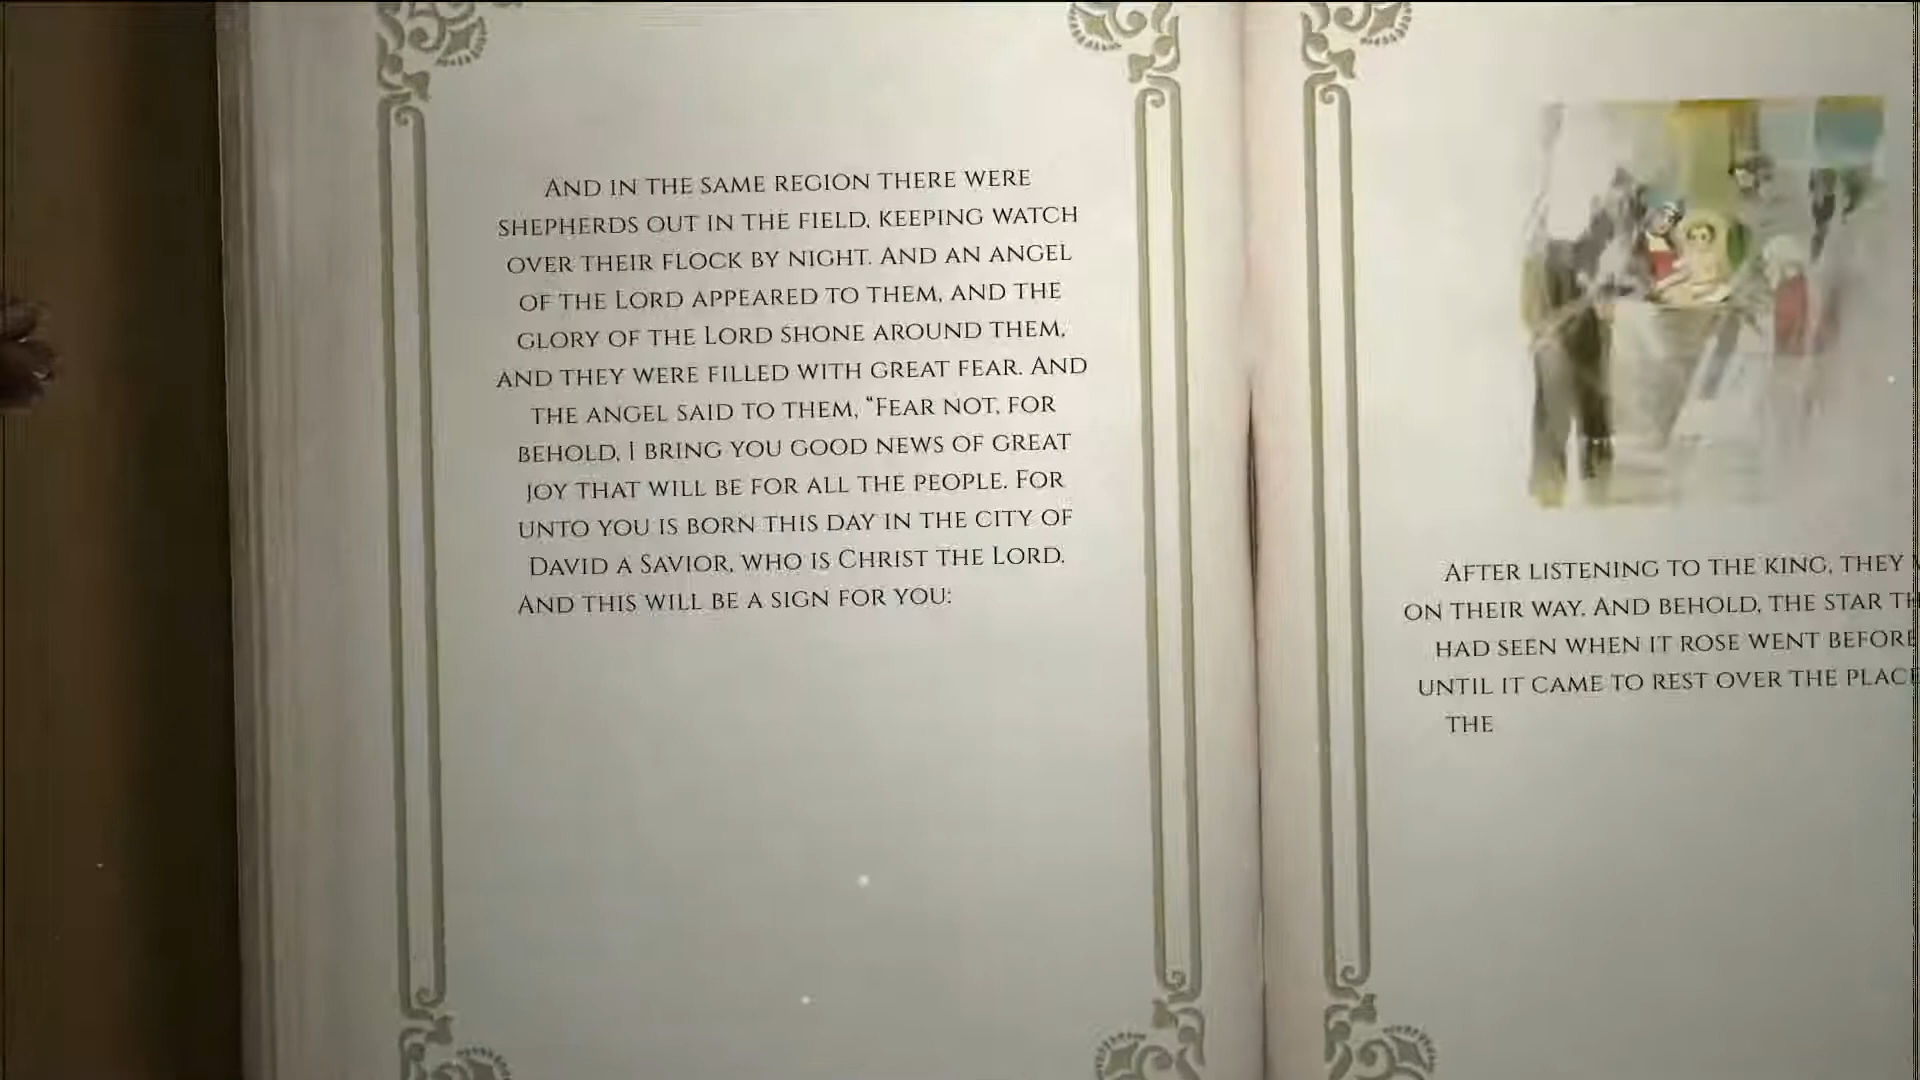 And in the same region there were
shepherds out in the field, keeping watch
over their flock by night. And an angel
of the Lord appeared to them, and the
glory of the Lord shone around them,
and they were filled with great fear. And
the angel said to them, “Fear not, for
behold, I bring you good news of great
joy that will be for all the people. For
unto you is born this day in the city of
David a Savior, who is Christ the Lord.
And this will be a sign for you:
After listening to the king, they
on their way. And behold, the star
had seen when it rose went before
until it came to rest over the
the